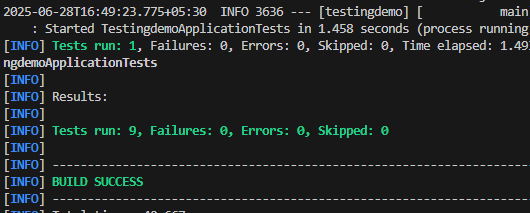 2025-06-28T16:49:23.775+05:30  INFO 3636 --- [testingdemo] [           main
    : Started TestingdemoApplicationTests in 1.458 seconds (process running
[INFO] Tests run: 1, Failures: 0, Errors: 0, Skipped: 0, Time elapsed: 1.49
ngdemoApplicationTests
[INFO]
[INFO] Results:
[INFO]
[INFO] Tests run: 9, Failures: 0, Errors: 0, Skipped: 0
[INFO]
[INFO]
[INFO] ------------------------------------------------------------------------
[INFO] BUILD SUCCESS
[INFO] ------------------------------------------------------------------------